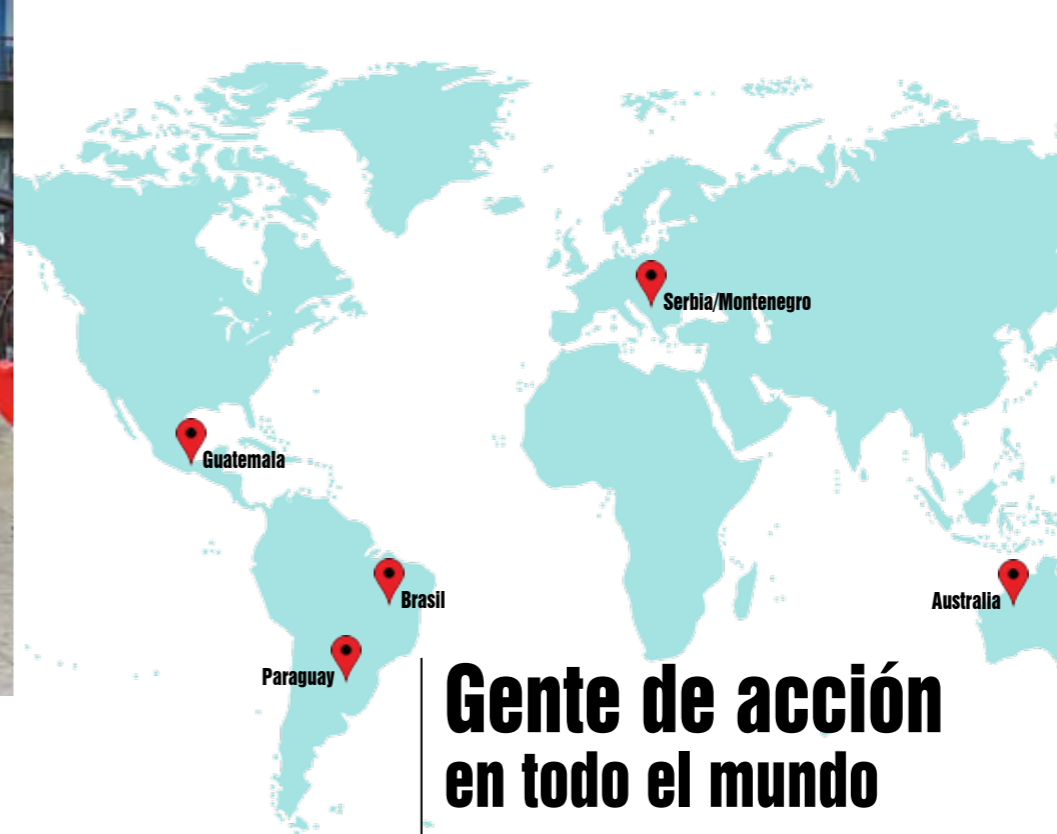 Serbia/Montenegro
Guatemala
Brasil
Australia
Paraguay
Gente de acción
en todo el mundo